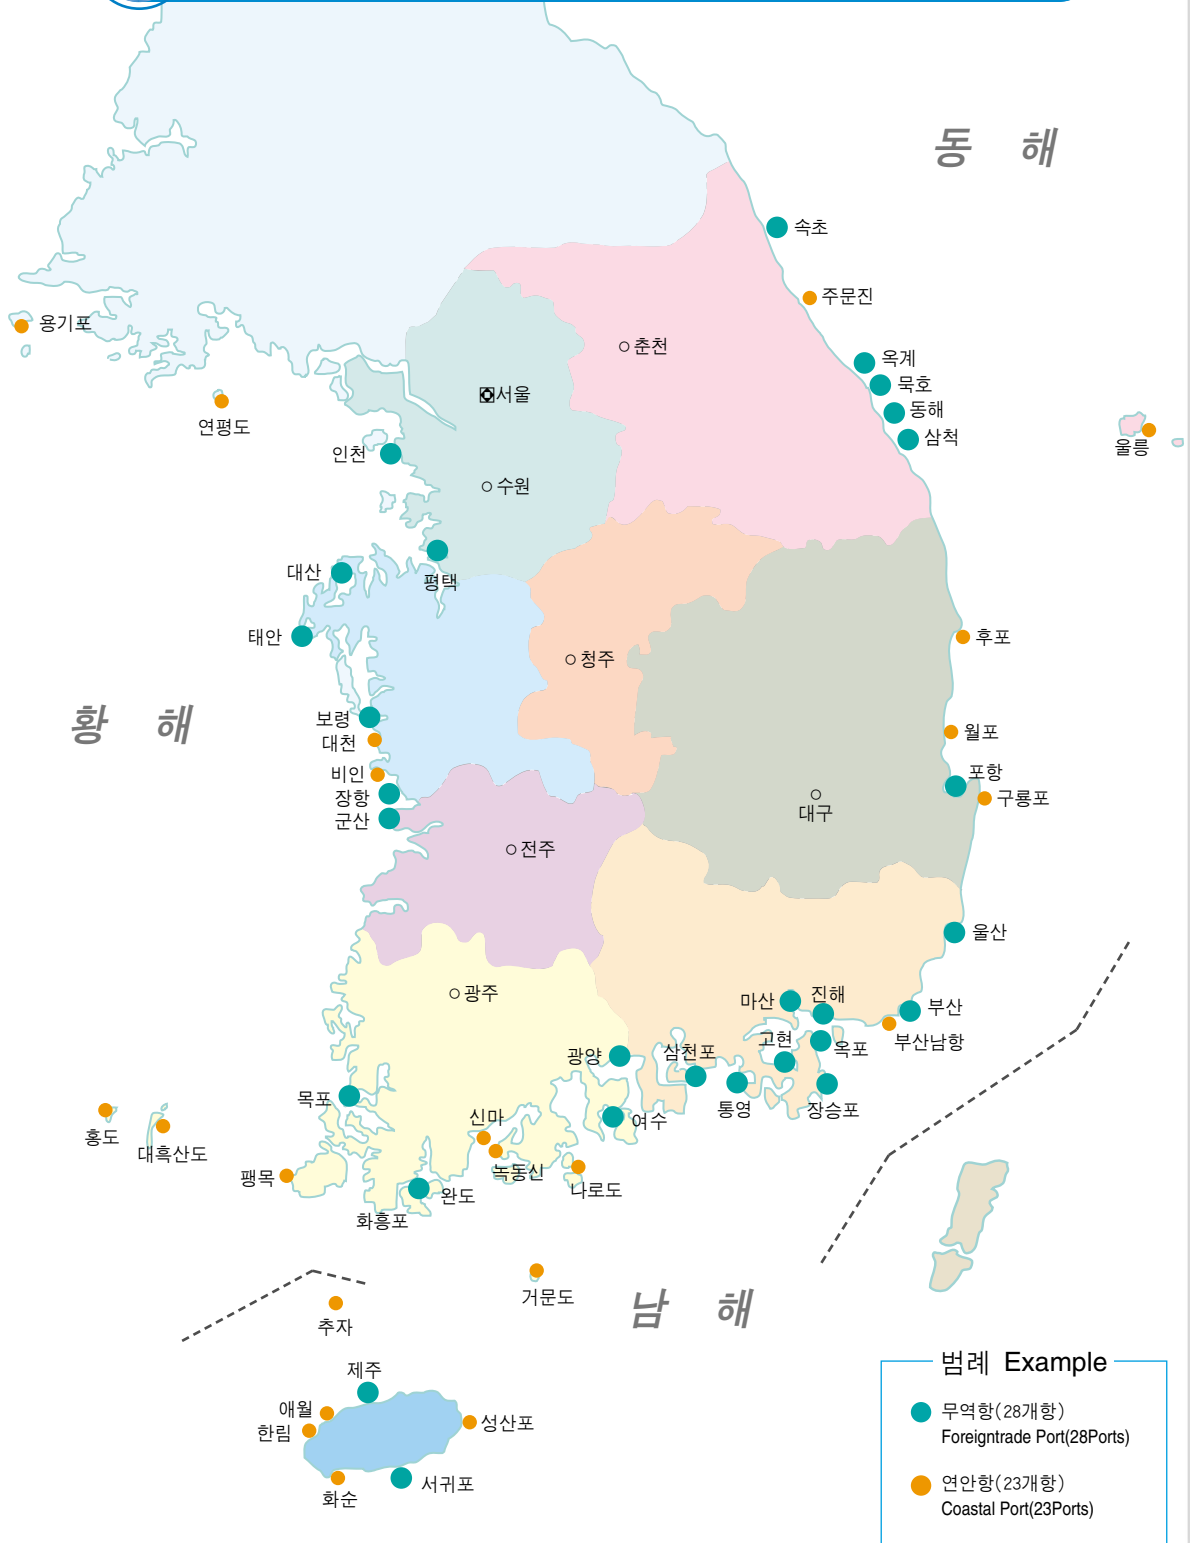 동 해
속초
주문진
용기포
춘천
옥계
묵호
서울
동해
연평도
삼척
울릉
인천
수원
대산
평택
태안
후포
청주
황 해
보령
월포
대천
비인
포항
장항
구룡포
대구
군산
전주
울산
광주
마산
진해
부산
고현
부산남항
옥포
광양
삼천포
목포
통영
장승포
신마
여수
홍도
대흑산도
녹동신
팽목
나로도
완도
화흥포
거문도
남 해
추자
제주
범례 Example
애월
무역항(28개항)
성산포
한림
Foreigntrade Port(28Ports)
서귀포
연안항(23개항)
화순
Coastal Port(23Ports)